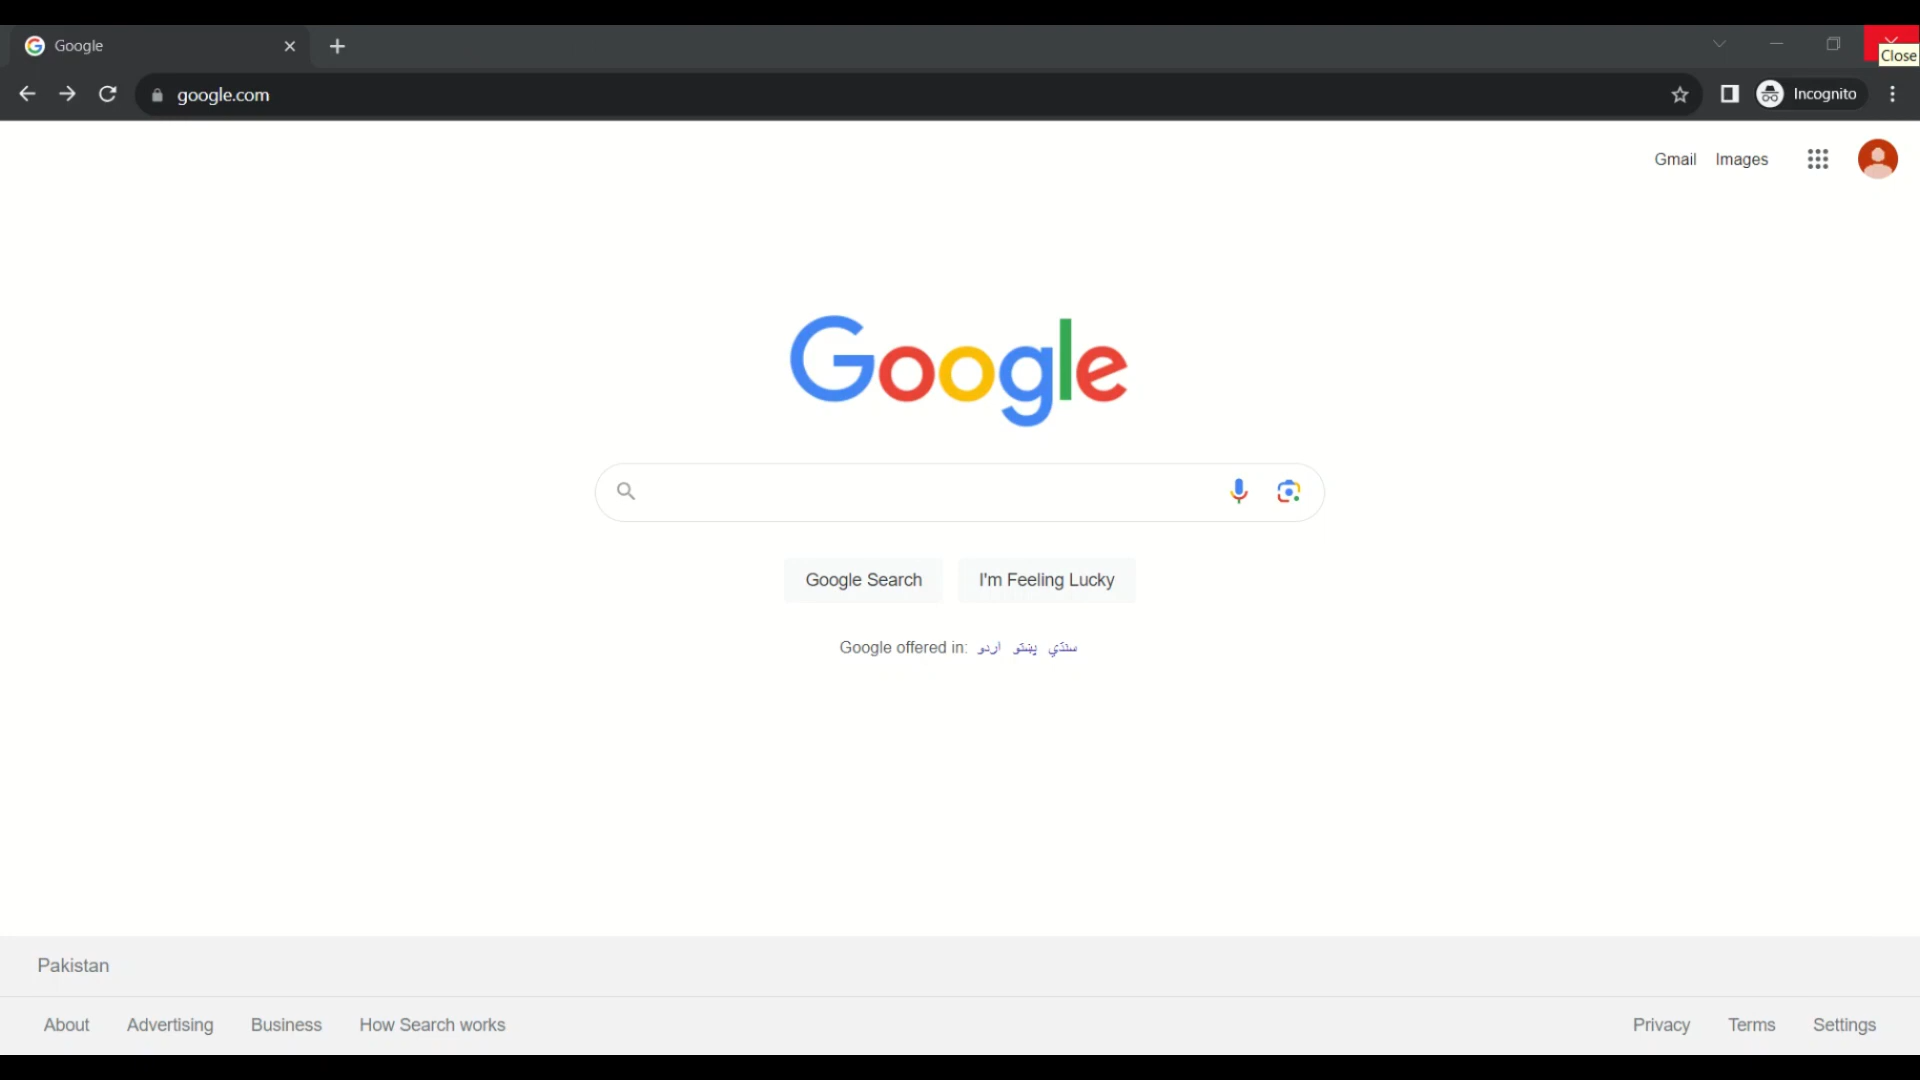 Google
Close
google.com
Incognito
Gmail Images
Google
Google Search I'm Feeling Lucky
Google offered in: اردو پښتو سنڌي
Pakistan
About Advertising Business How Search works Privacy Terms Settings